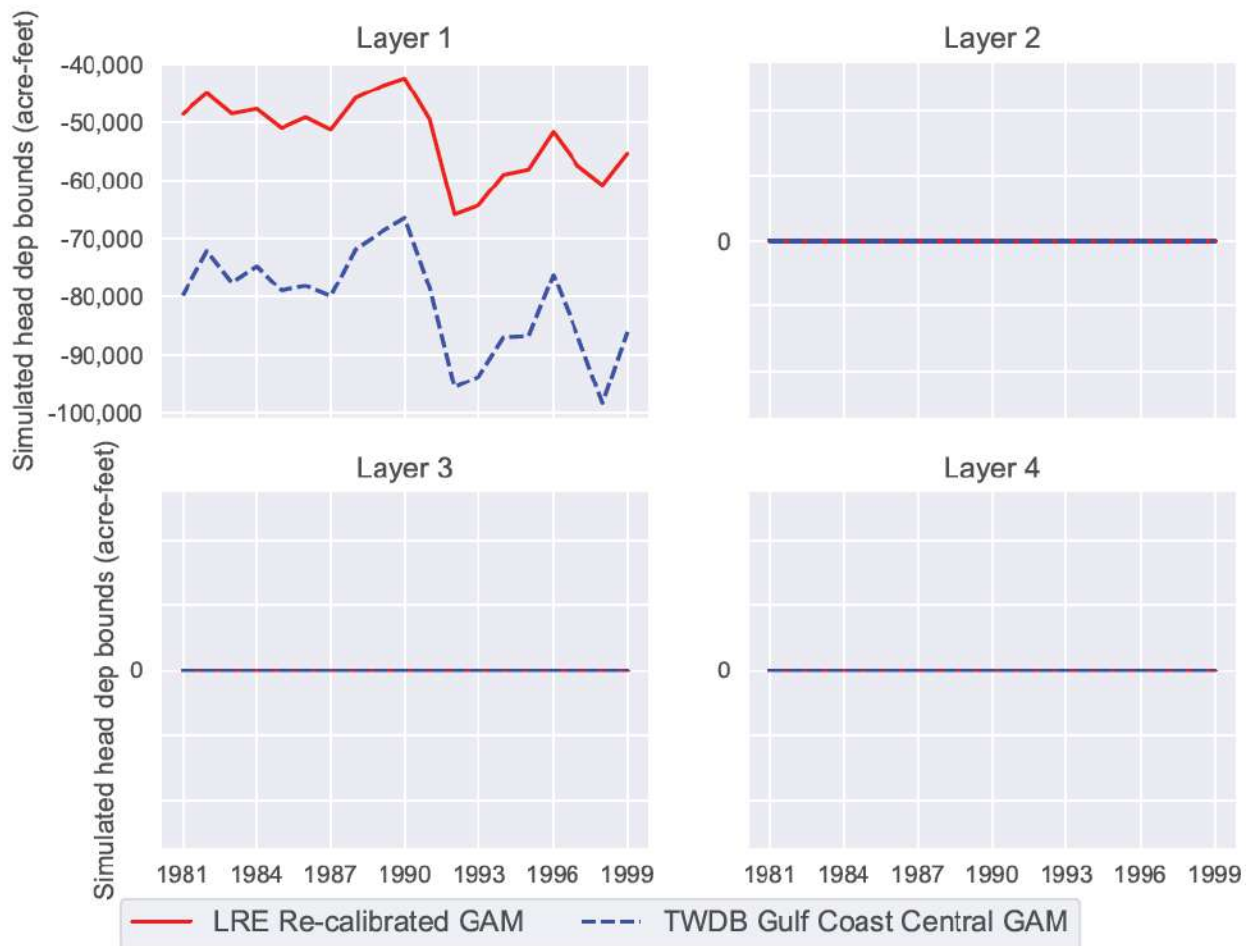 Layer 1
Layer 2
Simulated head dep bounds (acre-feet)
-40,000
-50,000
-60,000
-70,000
-80,000
-90,000
-100,000
0
Layer 3
Layer 4
Simulated head dep bounds (acre-feet)
0
0
1981 1984 1987 1990 1993 1996 1999
1981 1984 1987 1990 1993 1996 1999
LRE Re-calibrated GAM
TWDB Gulf Coast Central GAM